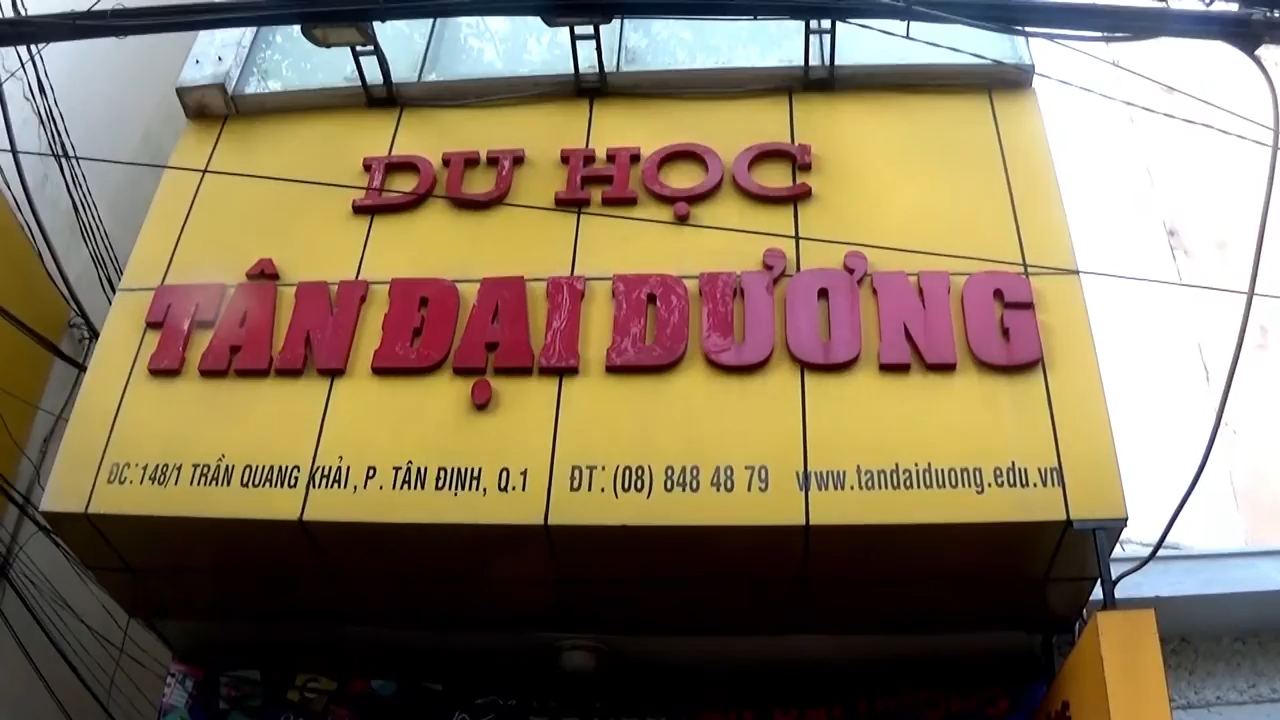 DU HỌC
TÂN ĐẠI DƯƠNG
ĐC: 148/1 TRẦN QUANG KHẢI, P. TÂN ĐỊNH, Q.1 ĐT: (08) 848 48 79 www.tandaiduong.edu.vn